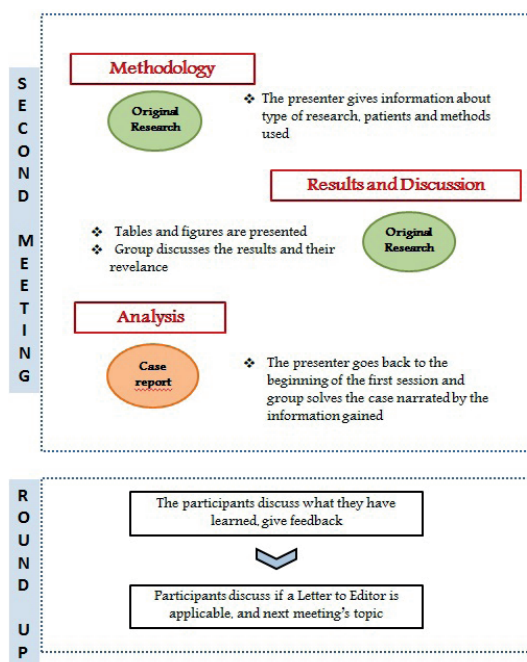 SECOND MEETING
Methodology
Original
Research
❖ The presenter gives information about
type of research, patients and methods
used
Results and Discussion
❖ Tables and figures are presented
❖ Group discusses the results and their
revelance
Original
Research
Analysis
Case
report
❖ The presenter goes back to the
beginning of the first session and
group solves the case narrated by the
information gained
ROUND UP
The participants discuss what they have
learned, give feedback
Participants discuss if a Letter to Editor is
applicable, and next meeting's topic